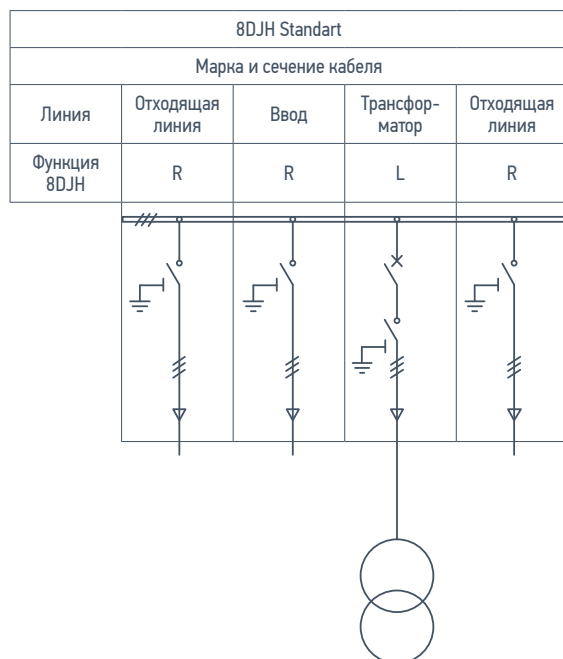 8DJH Standart
Марка и сечение кабеля
Линия
Отходящая
линия
Ввод
Трансфор-
матор
Отходящая
линия
Функция
8DJH
R
R
L
R